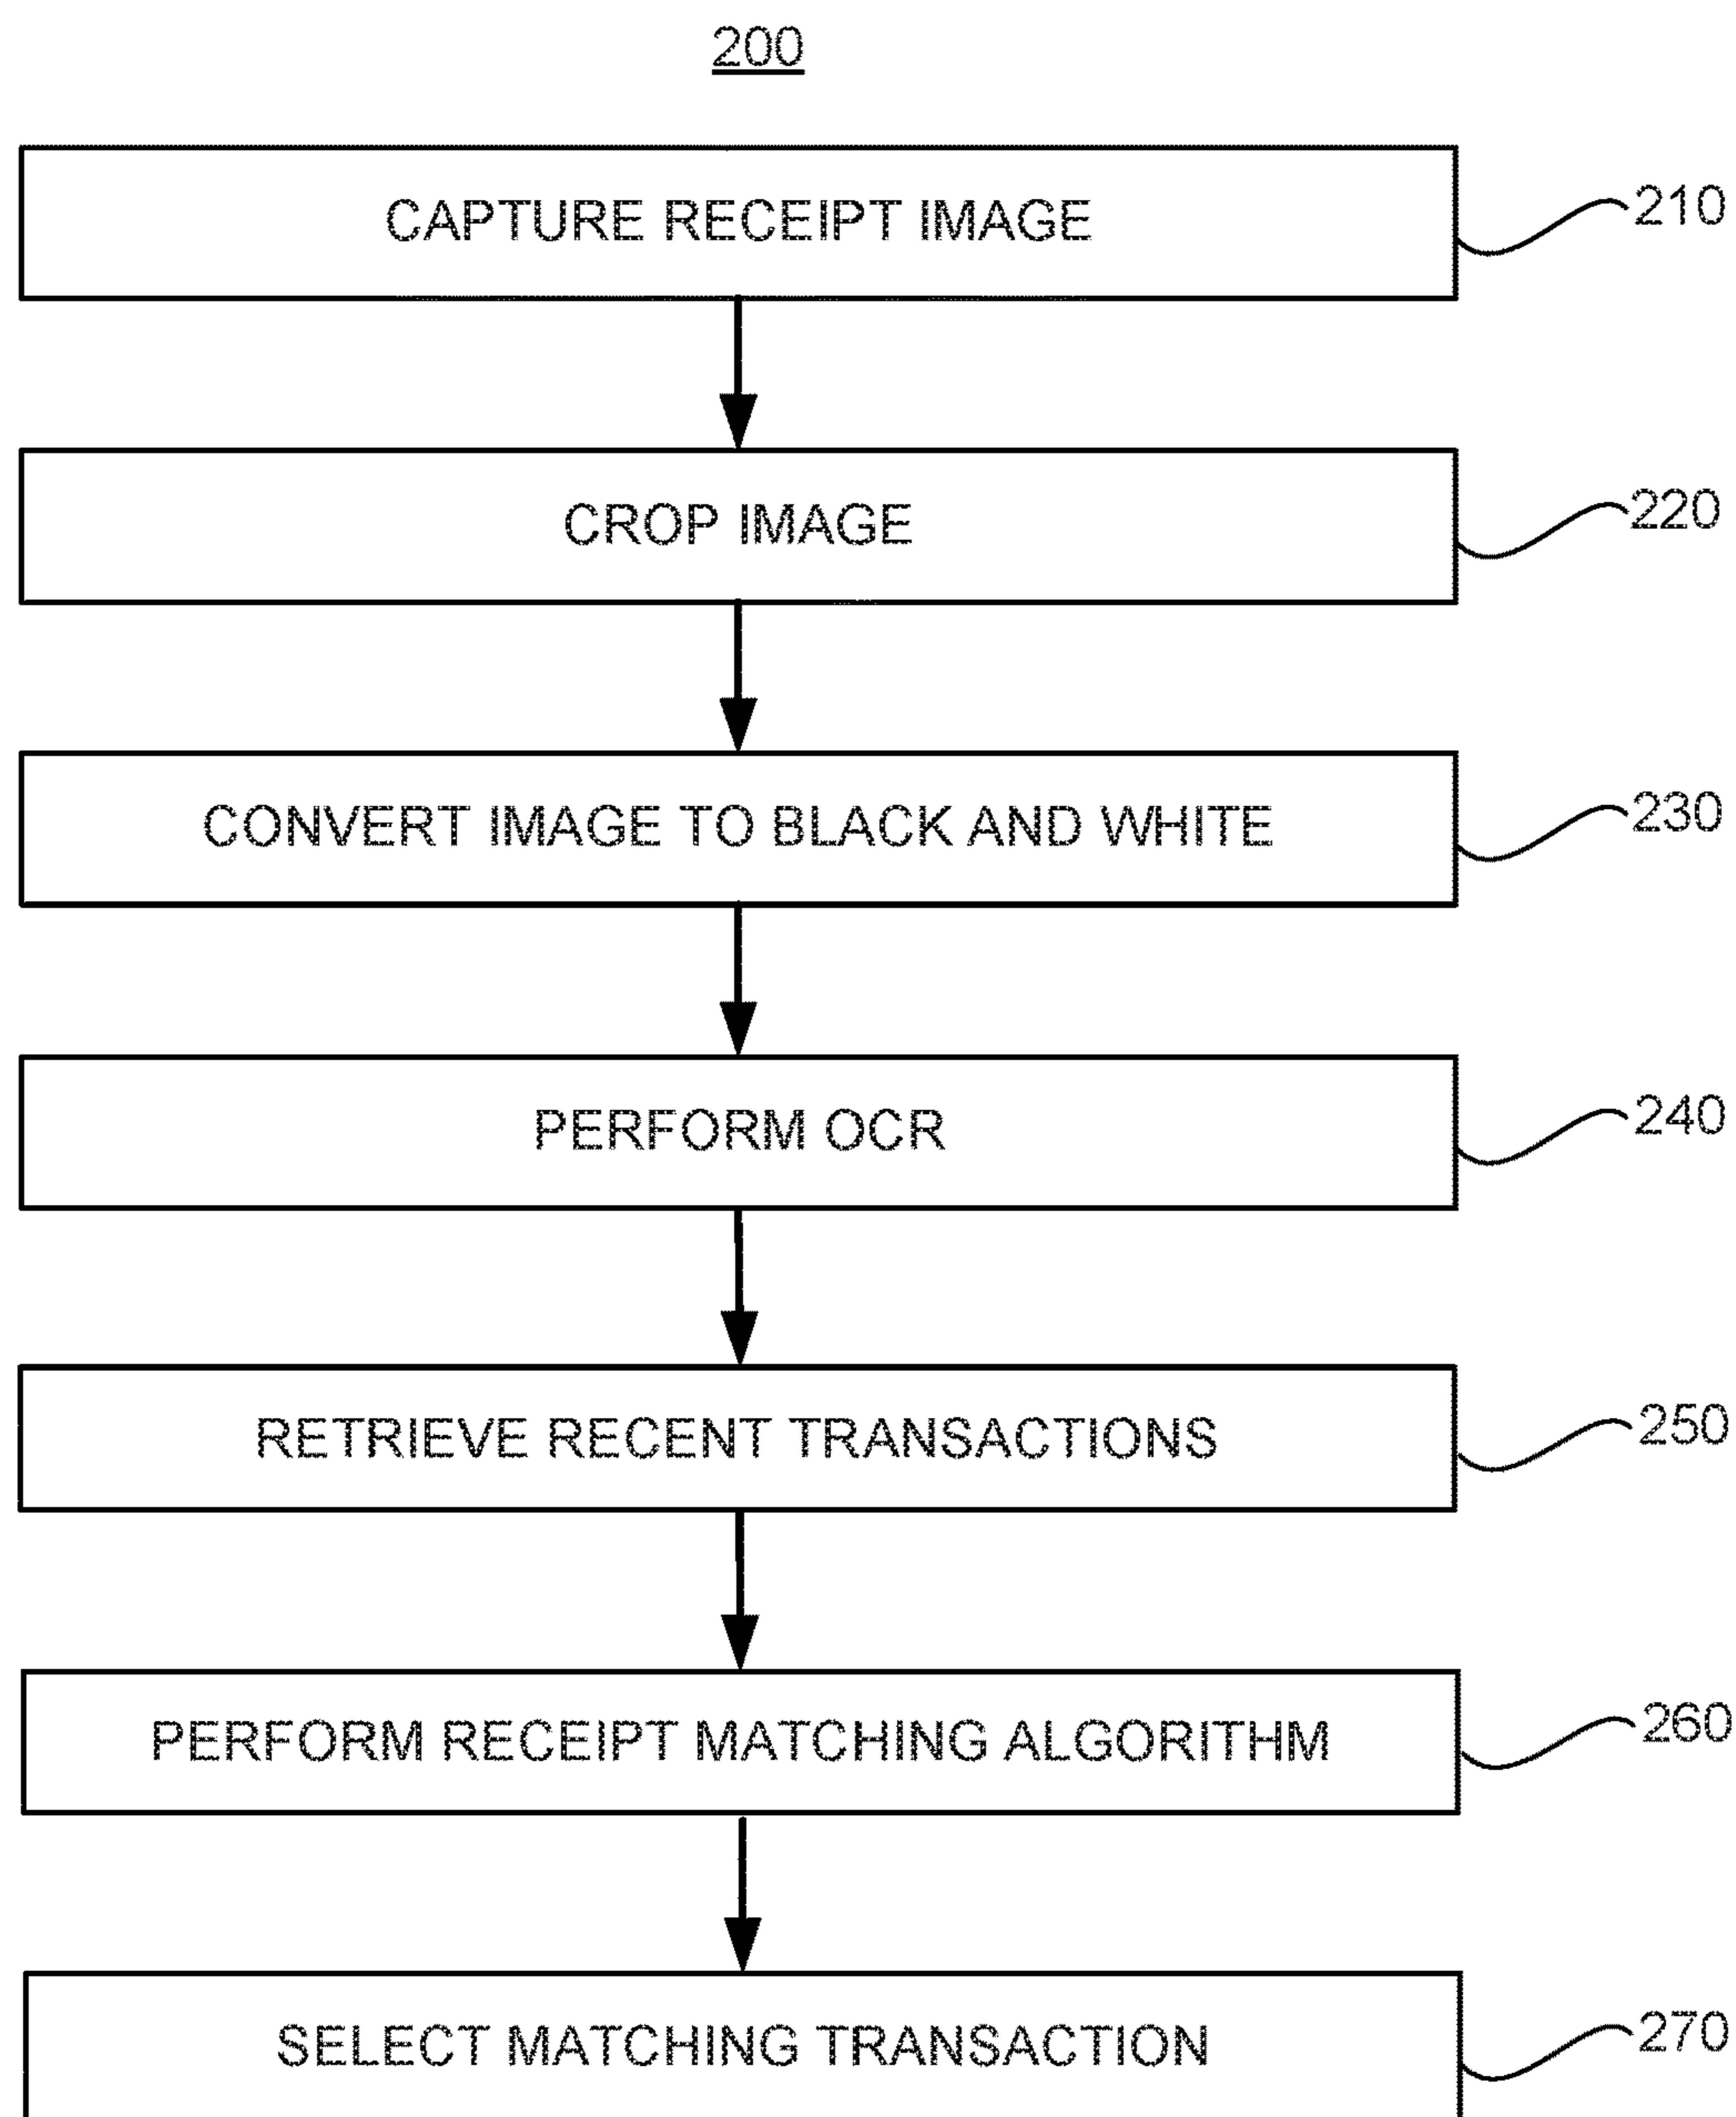 200
CAPTURE RECEIPT IMAGE
210
CROP IMAGE
220
CONVERT IMAGE TO BLACK AND WHITE
230
PERFORM OCR
240
RETRIEVE RECENT TRANSACTIONS
250
PERFORM RECEIPT MATCHING ALGORITHM
260
SELECT MATCHING TRANSACTION
270